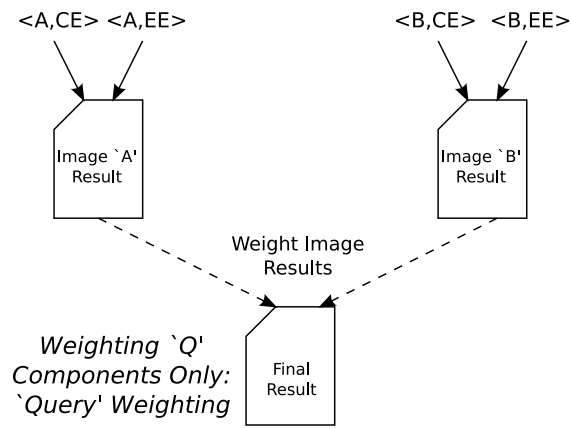 <A,CE> <A,EE>
<B,CE> <B,EE>
Image `A'
Result
Image `B'
Result
Weight Image
Results
Weighting `Q'
Components Only:
`Query' Weighting
Final
Result